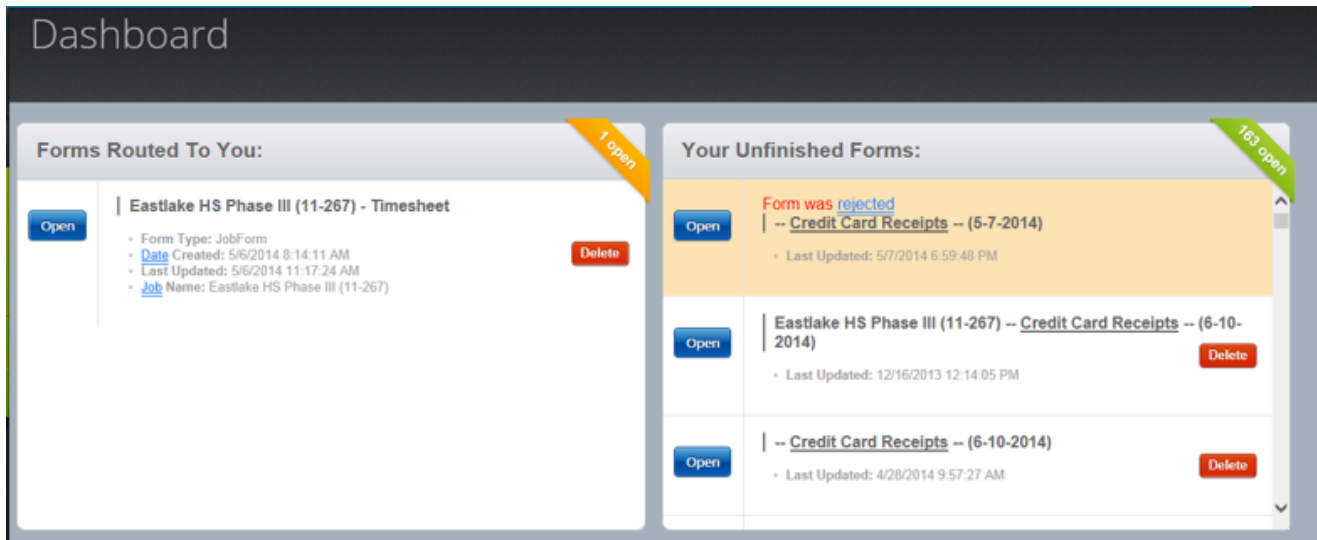 Dashboard
Forms Routed To You:
1 open
Open
Eastlake HS Phase III (11-267) - Timesheet
Form Type: JobForm
Date Created: 5/6/2014 8:14:11 AM
Last Updated: 5/6/2014 11:17:24 AM
Job Name: Eastlake HS Phase III (11-267)
Delete
Your Unfinished Forms:
163 open
Open
Form was rejected
-- Credit Card Receipts -- (5-7-2014)
Last Updated: 5/7/2014 6:59:48 PM
Open
Eastlake HS Phase III (11-267) -- Credit Card Receipts -- (6-10-
2014)
Last Updated: 12/16/2013 12:14:05 PM
Delete
Open
-- Credit Card Receipts -- (6-10-2014)
Last Updated: 4/28/2014 9:57:27 AM
Delete